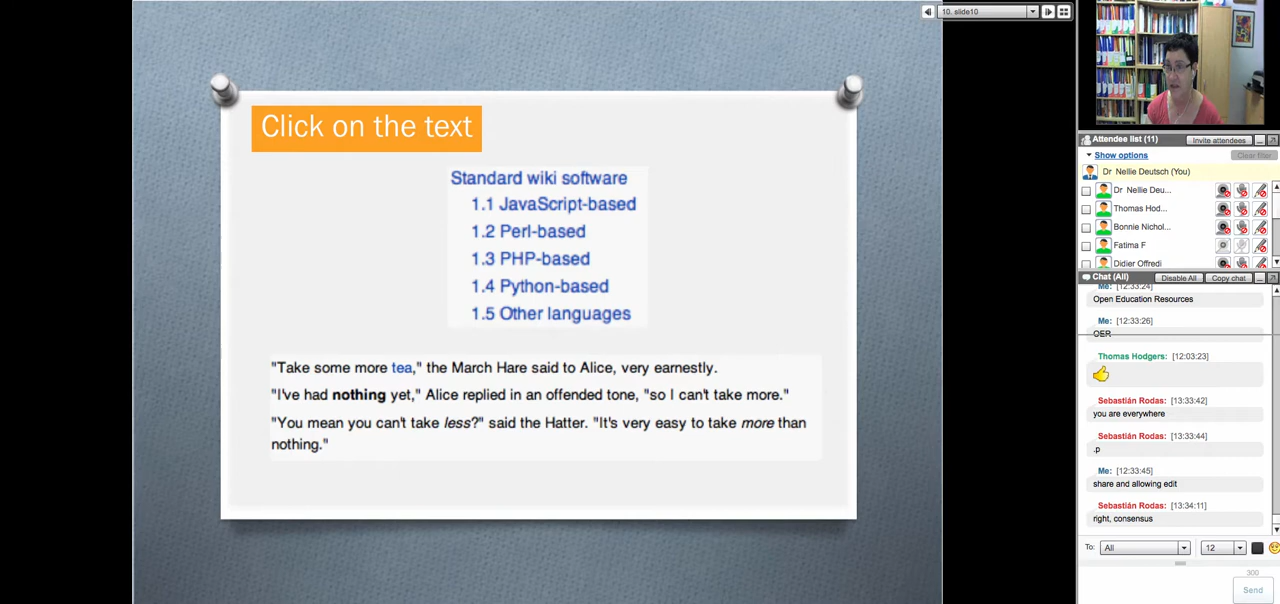 10. slide10
Click on the text
Standard wiki software
1.1 JavaScript-based
1.2 Perl-based
1.3 PHP-based
1.4 Python-based
1.5 Other languages
"Take some more tea," the March Hare said to Alice, very earnestly.
"I've had nothing yet," Alice replied in an offended tone, "so I can't take more."
"You mean you can't take less?" said the Hatter. "It's very easy to take more than
nothing."
Attendee list (11)
Invite attendees
Show options
Clear filter
Dr Nellie Deutsch (You)
Dr Nellie Deu...
Thomas Hod...
Bonnie Nichol...
Fatima F
Didier Offredi
Chat (All)
Disable All
Copy chat
Me: [12:33:24]
Open Education Resources
Me: [12:33:26]
OER
Thomas Hodgers: [12:03:23]
Sebastián Rodas: [13:33:42]
you are everywhere
Sebastián Rodas: [13:33:44]
.p
Me: [12:33:45]
share and allowing edit
Sebastián Rodas: [13:34:11]
right, consensus
To: All 12
300
Send